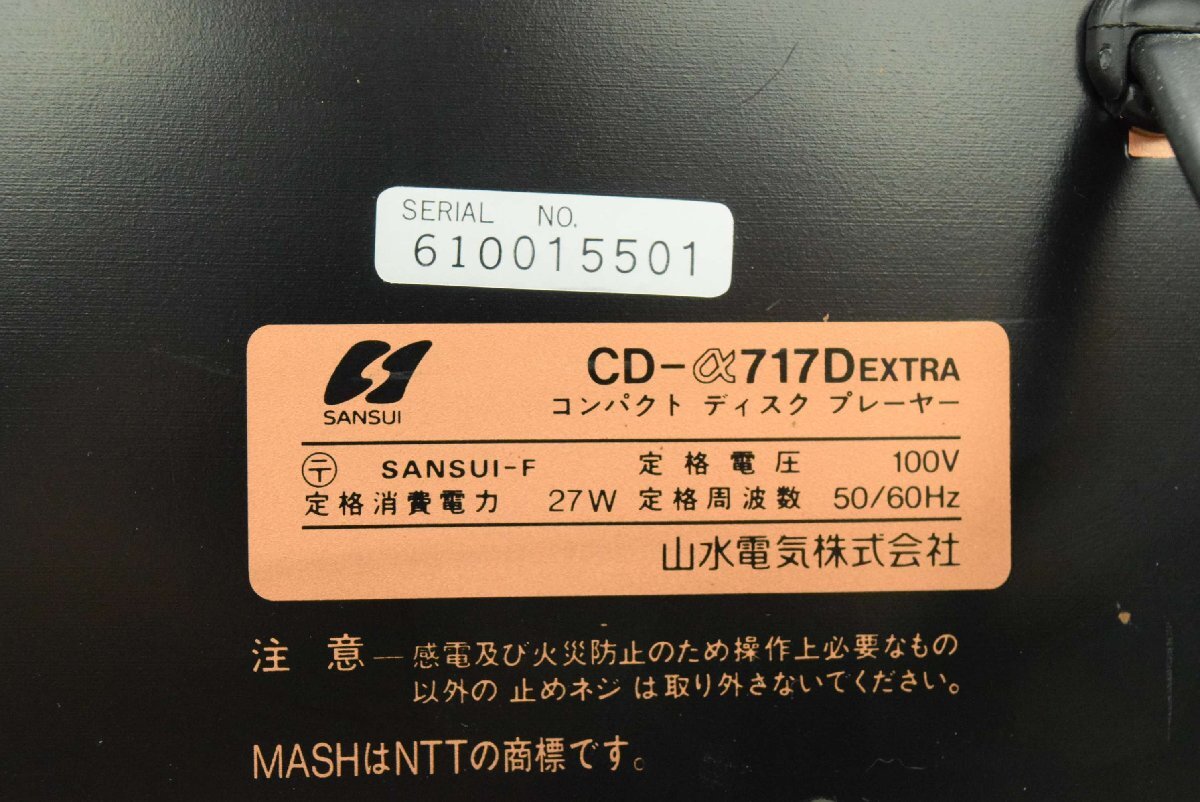 SERIAL NO.
610015501
SANSUI
CD-α717D EXTRA
コンパクト ディスク プレーヤー
〒 SANSUI-F 定格電圧 100V
定格消費電力 27W 定格周波数 50/60Hz
山水電気株式会社
注 意 ― 感電及び火災防止のため操作上必要なもの
以外の 止めネジ は取り外さないでください。
MASHはNTTの商標です。